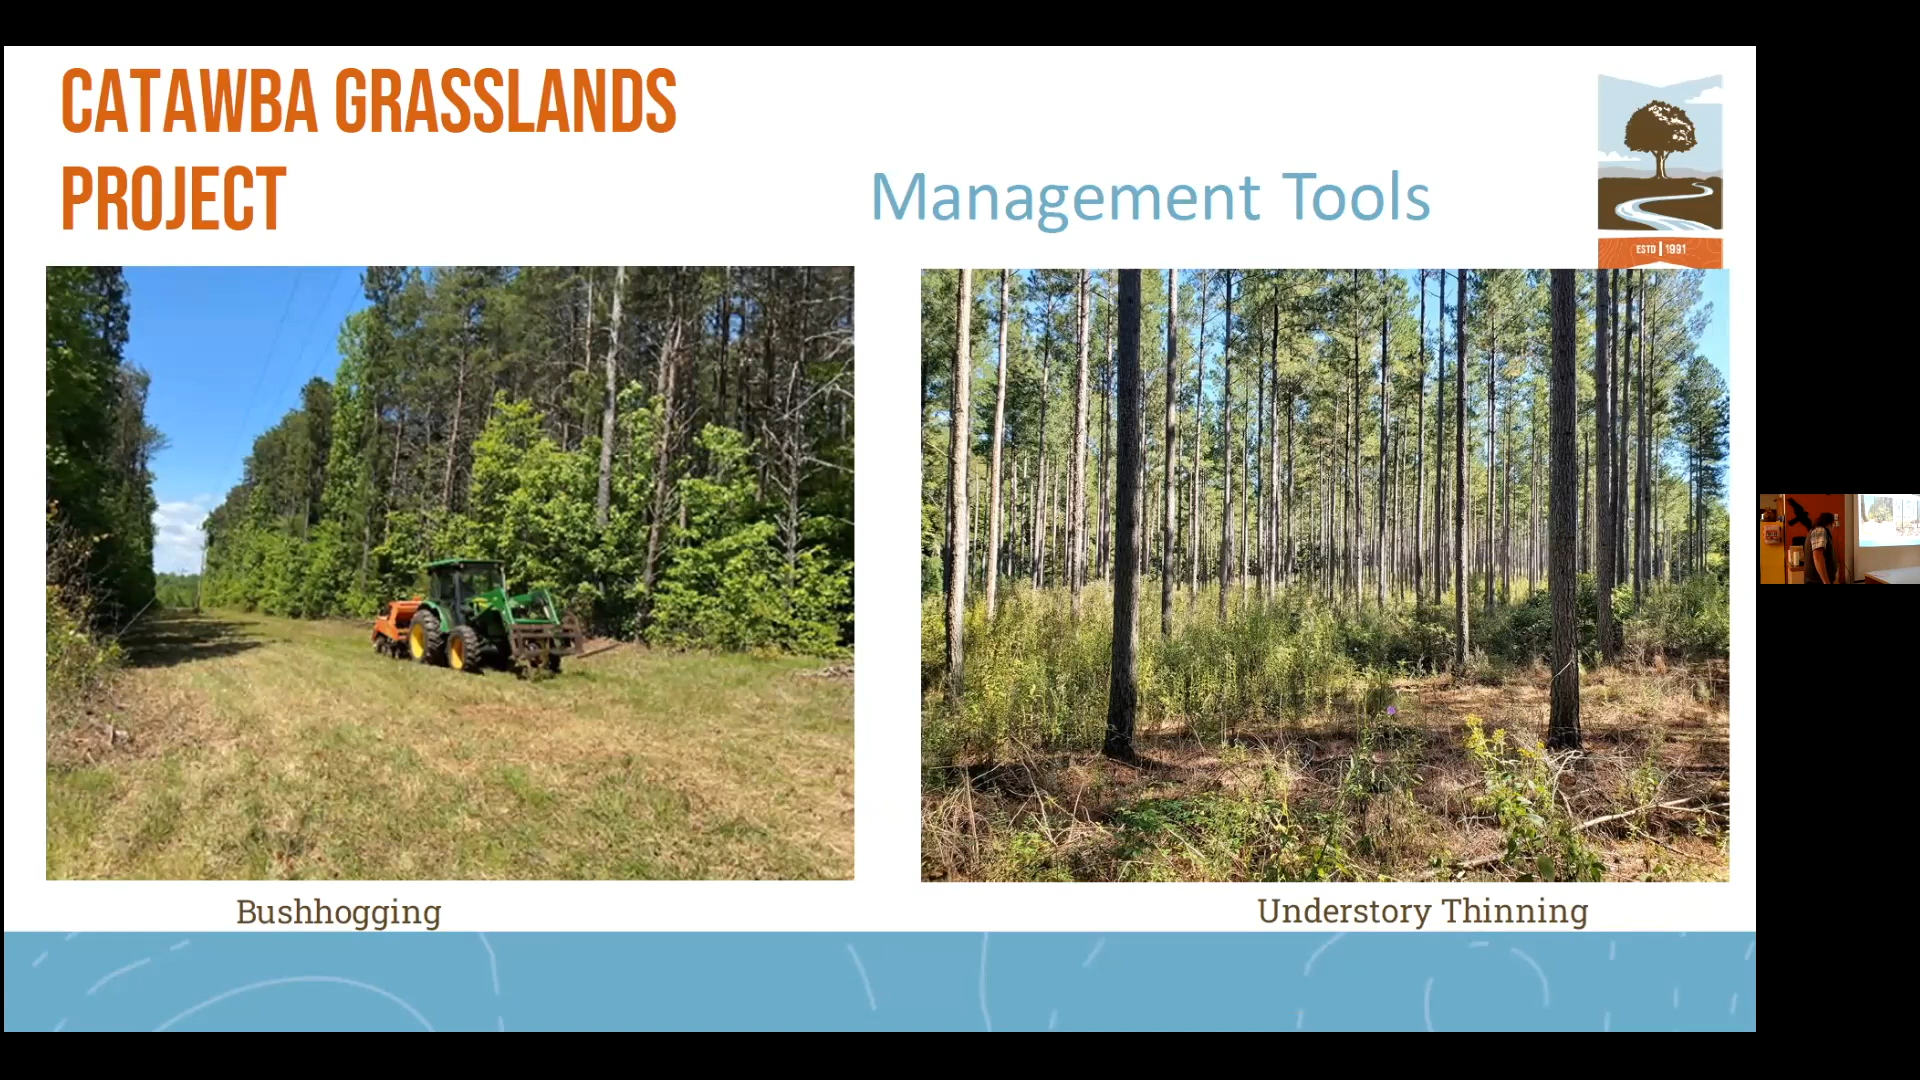 CATAWBA GRASSLANDS
PROJECT
Management Tools
ESTD | 1991
Bushhogging
Understory Thinning